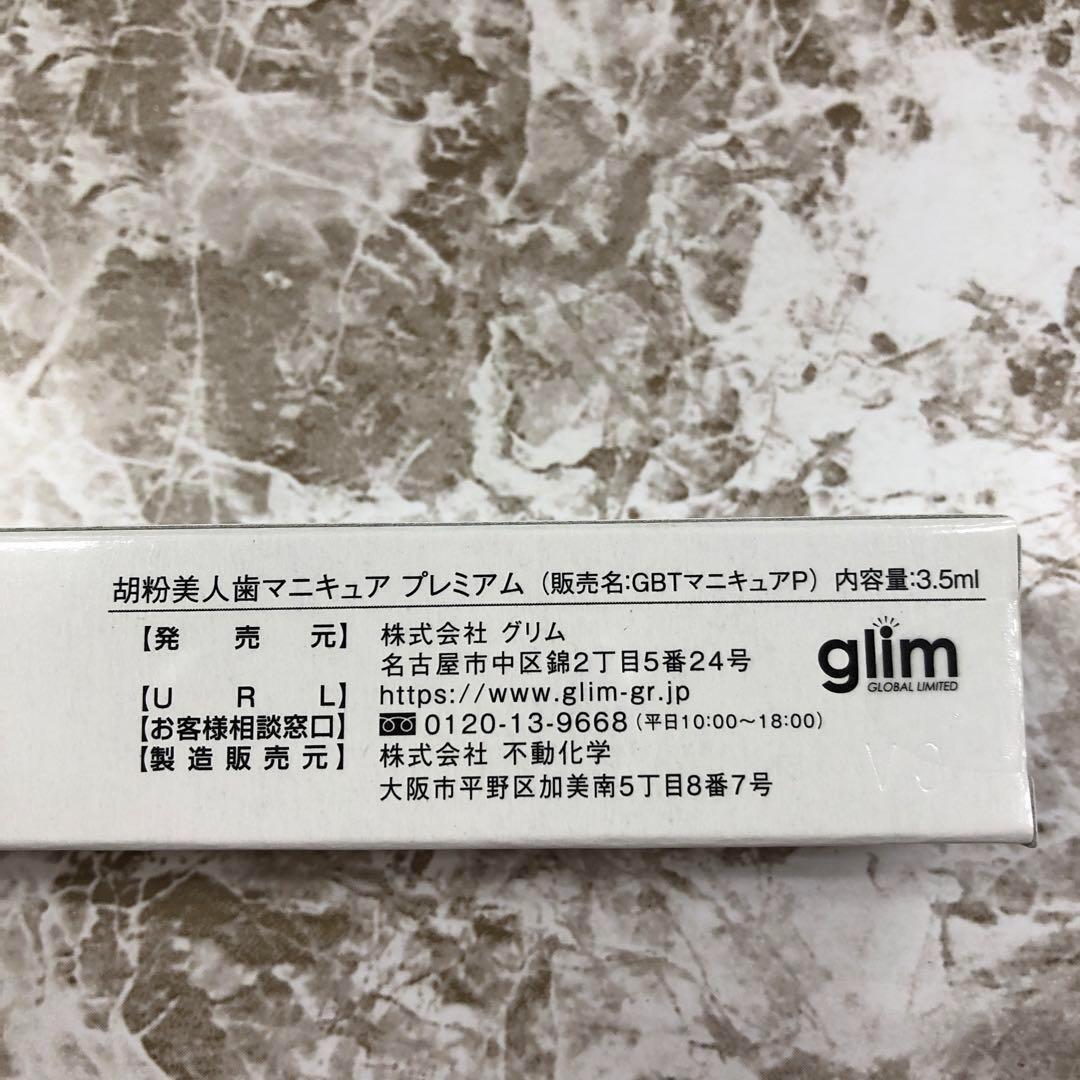 胡粉美人歯マニキュア プレミアム (販売名:GBTマニキュアP) 内容量:3.5ml
【発売元】 株式会社 グリム
名古屋市中区錦2丁目5番24号
【URL】 https://www.glim-gr.jp
【お客様相談窓口】 0120-13-9668 (平日10:00〜18:00)
【製造販売元】 株式会社 不動化学
大阪市平野区加美南5丁目8番7号
glim
GLOBAL LIMITED